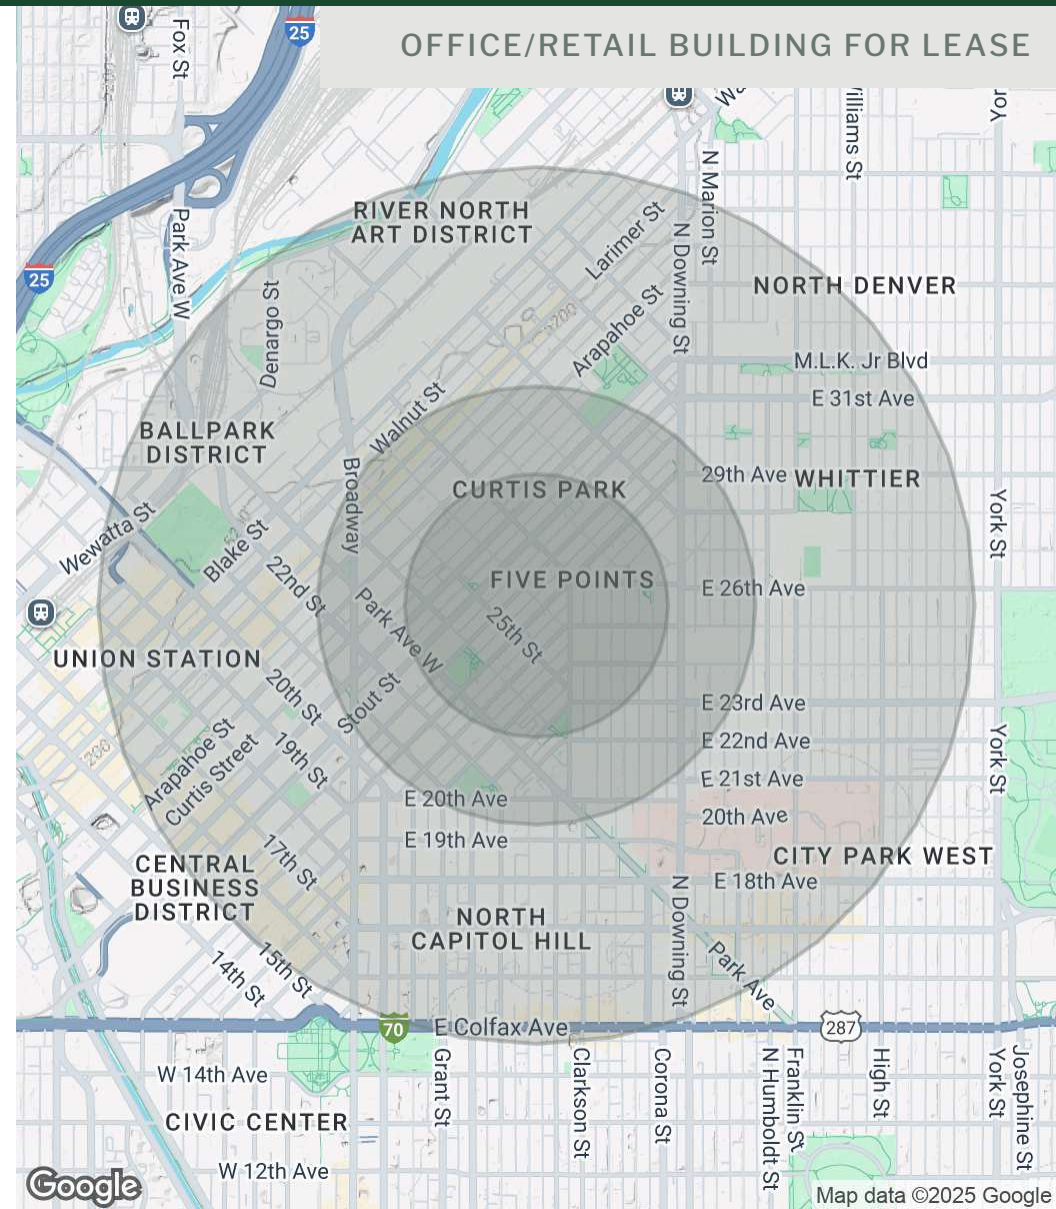 OFFICE/RETAIL BUILDING FOR LEASE
Fox St
25
Williams St
N Marion St
RIVER NORTH
ART DISTRICT
Larimer St
N Downing St
Park Ave W
25
NORTH DENVER
Denargo St
Arapahoe St
M.L.K. Jr Blvd
E 31st Ave
Walnut St
BALLPARK
DISTRICT
Broadway
29th Ave
WHITTIER
CURTIS PARK
York St
Wewatta St
Blake St
22nd St
FIVE POINTS
E 26th Ave
Park Ave W
25th St
UNION STATION
20th St
Stout St
E 23rd Ave
E 22nd Ave
York St
Arapahoe St
Curtis Street
19th St
E 21st Ave
E 20th Ave
20th Ave
E 19th Ave
17th St
CITY PARK WEST
CENTRAL
BUSINESS
DISTRICT
E 18th Ave
N Downing St
NORTH
CAPITOL HILL
Park Ave
15th St
14th St
70
E Colfax Ave
287
W 14th Ave
Grant St
Clarkson St
Corona St
N Humboldt St
Franklin St
High St
York St
Josephine St
CIVIC CENTER
W 12th Ave
Google
Map data ©2025 Google